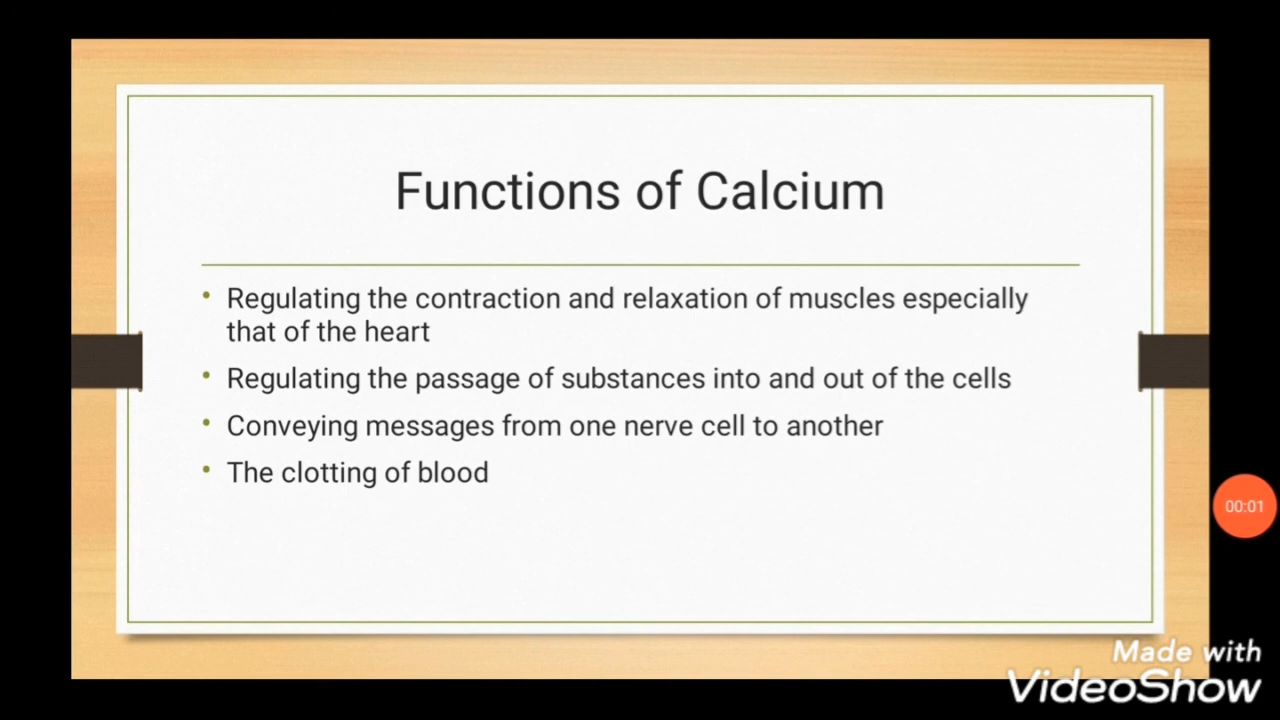 Functions of Calcium
• Regulating the contraction and relaxation of muscles especially
that of the heart
• Regulating the passage of substances into and out of the cells
• Conveying messages from one nerve cell to another
• The clotting of blood
00:01
Made with
VideoShow